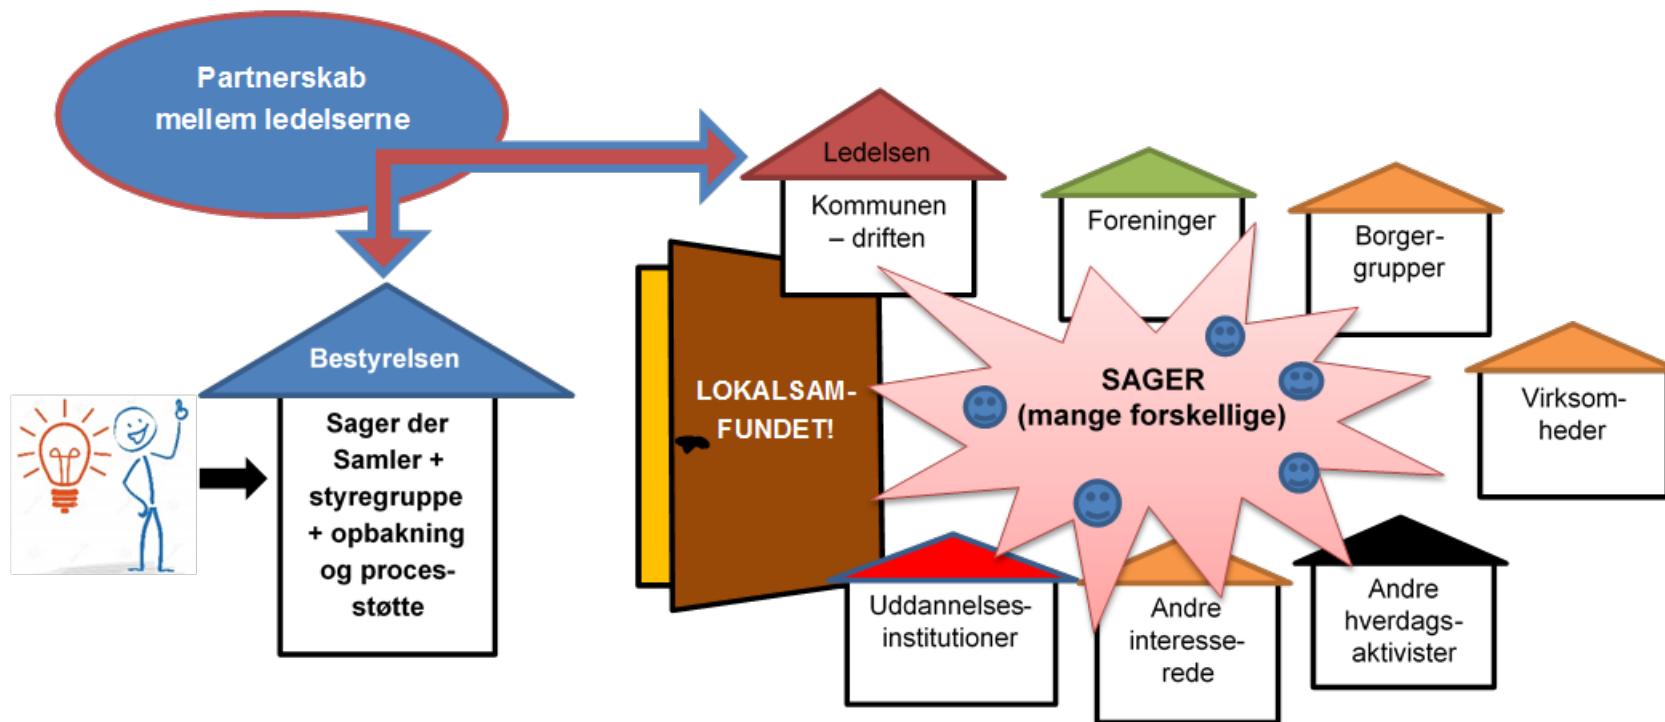 Partnerskab
mellem ledelserne
Ledelsen
Kommunen
– driften
Foreninger
Borger-
grupper
Virksom-
heder
Bestyrelsen
Sager der
Samler +
styregruppe
+ opbakning
og proces-
støtte
LOKALSAM-
FUNDET!
SAGER
(mange forskellige)
Uddannelses-
institutioner
Andre
interesse-
rede
Andre
hverdags-
aktivister